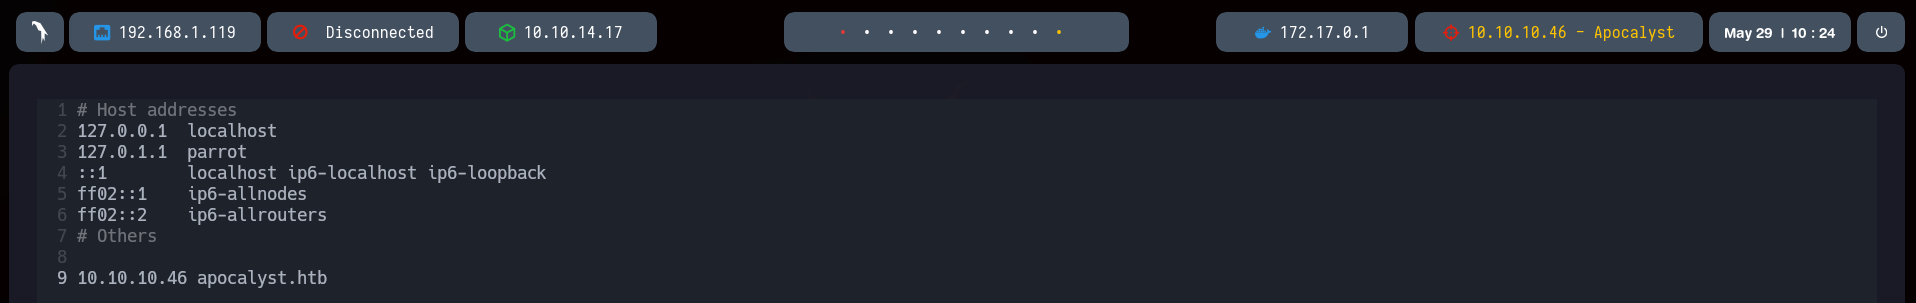 192.168.1.119 Disconnected 10.10.14.17 172.17.0.1 10.10.10.46 - Apocalyst May 29 | 10 : 24
1 # Host addresses
2 127.0.0.1 localhost
3 127.0.1.1 parrot
4 ::1 localhost ip6-localhost ip6-loopback
5 ff02::1 ip6-allnodes
6 ff02::2 ip6-allrouters
7 # Others
8
9 10.10.10.46 apocalyst.htb